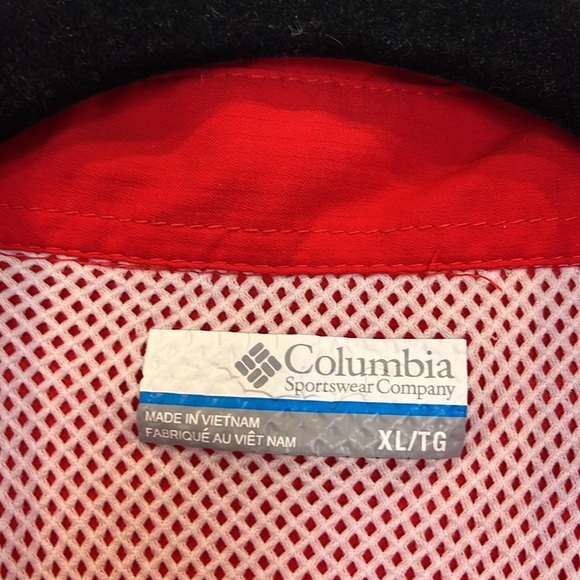 Columbia
Sportswear Company
MADE IN VIETNAM
FABRIQUÉ AU VIÊT NAM
XL/TG